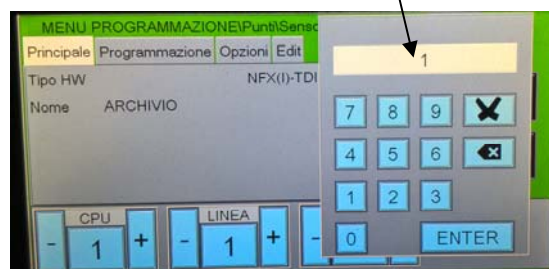 MENU PROGRAMMAZIONE\Punti\Senso
Principale Programmazione Opzioni Edit
Tipo HW NFX(I)-TDI
Nome ARCHIVIO
1
7 8 9
4 5 6
1 2 3
0 ENTER
CPU LINEA
- 1 + - 1 + -